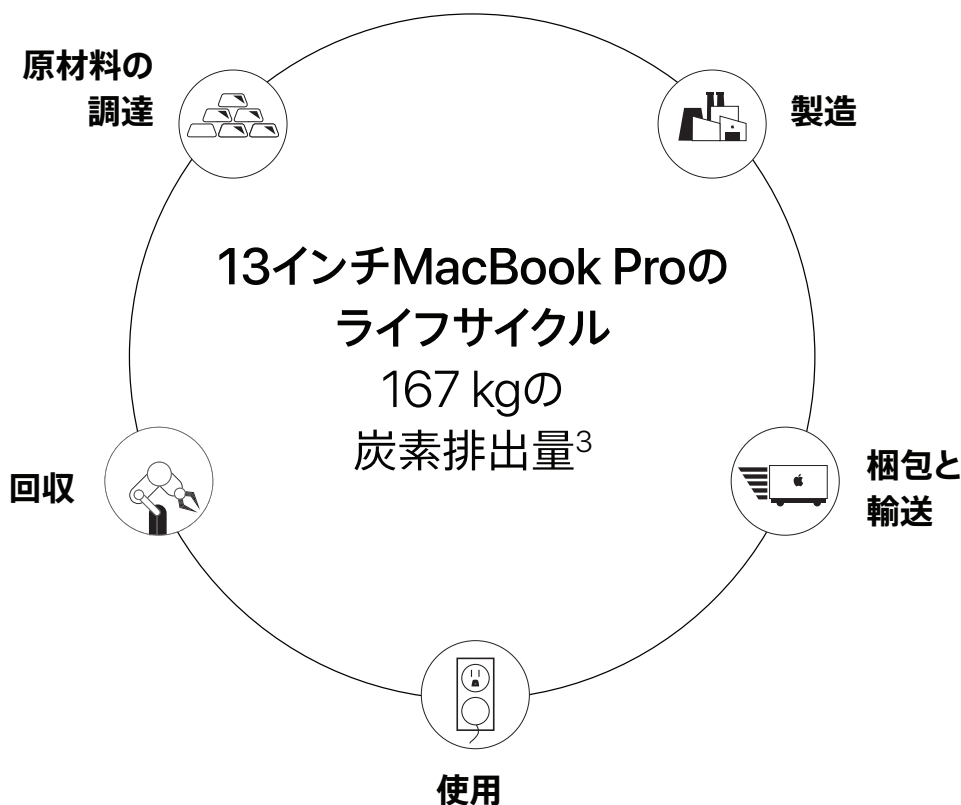 原材料の
調達
製造
13インチMacBook Proの
ライフサイクル
167 kgの
炭素排出量³
回収
梱包と
輸送
使用